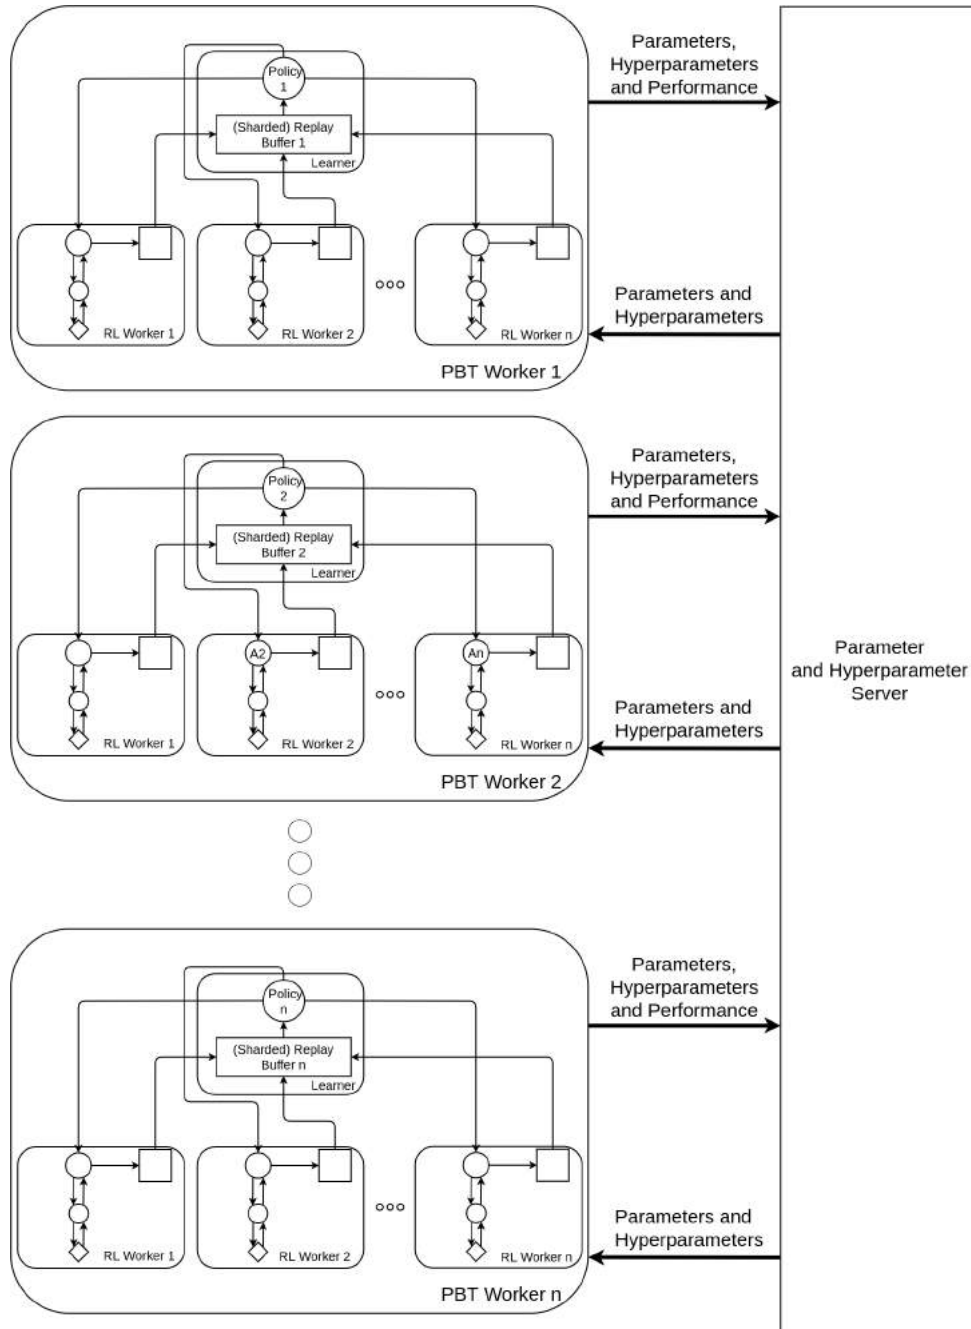 Policy
1
(Sharded) Replay
Buffer 1
Learner
RL Worker 1
RL Worker 2
RL Worker n
PBT Worker 1
Parameters,
Hyperparameters
and Performance
Parameters and
Hyperparameters
Policy
2
(Sharded) Replay
Buffer 2
Learner
A2
An
RL Worker 1
RL Worker 2
RL Worker n
PBT Worker 2
Parameters,
Hyperparameters
and Performance
Parameters and
Hyperparameters
Parameter
and Hyperparameter
Server
Policy
n
(Sharded) Replay
Buffer n
Learner
RL Worker 1
RL Worker 2
RL Worker n
PBT Worker n
Parameters,
Hyperparameters
and Performance
Parameters and
Hyperparameters